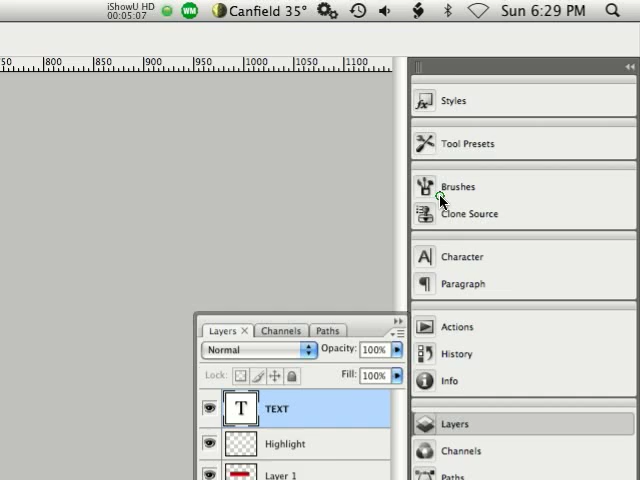 iShowU HD
00:05:07
WM
Canfield 35°
Sun 6:29 PM
50 800 850 900 950 1000 1050 1100
Styles
Tool Presets
Brushes
Clone Source
A Character
Paragraph
Actions
History
Info
Layers
Channels
Paths
Layers × Channels Paths
Normal Opacity: 100%
Lock: Fill: 100%
T TEXT
Highlight
Layer 1